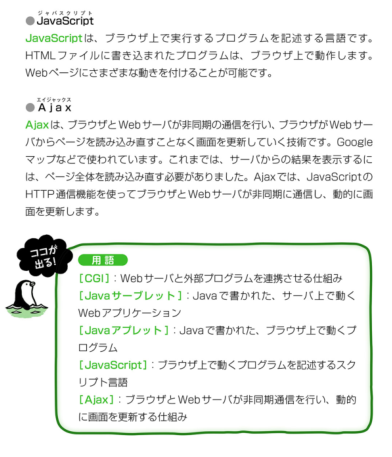 ジャバスクリプト
●JavaScript
JavaScriptは、ブラウザ上で実行するプログラムを記述する言語です。
HTMLファイルに書き込まれたプログラムは、ブラウザ上で動作します。
Webページにさまざまな動きを付けることが可能です。
エイジャックス
●Ajax
Ajaxは、ブラウザとWebサーバが非同期の通信を行い、ブラウザがWebサー
バからページを読み込み直すことなく画面を更新していく技術です。Google
マップなどで使われています。これまでは、サーバからの結果を表示するに
は、ページ全体を読み込み直す必要がありました。Ajaxでは、JavaScriptの
HTTP通信機能を使ってブラウザとWebサーバが非同期に通信し、動的に画
面を更新します。
ココが
出る!
用語
[CGI]：Webサーバと外部プログラムを連携させる仕組み
[Javaサーブレット]：Javaで書かれた、サーバ上で動く
Webアプリケーション
[Javaアプレット]：Javaで書かれた、ブラウザ上で動くプ
ログラム
[JavaScript]：ブラウザ上で動くプログラムを記述するスク
リプト言語
[Ajax]：ブラウザとWebサーバが非同期通信を行い、動的
に画面を更新する仕組み